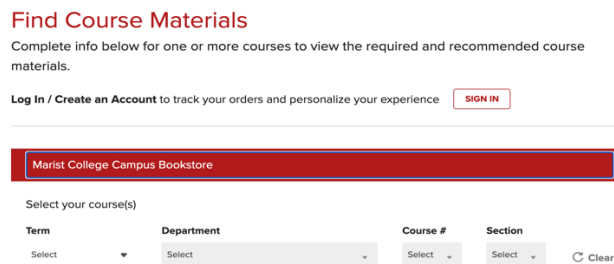 Find Course Materials
Complete info below for one or more courses to view the required and recommended course
materials.
Log In / Create an Account to track your orders and personalize your experience SIGN IN
Marist College Campus Bookstore
Select your course(s)
Term Department Course # Section
Select Select Select Select Clear